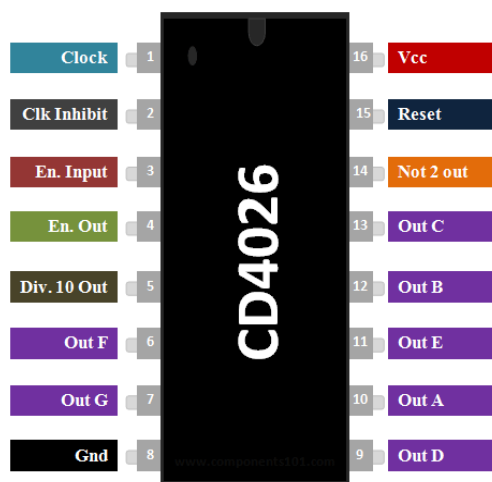 Clock 1 16 Vcc
Clk Inhibit 2 15 Reset
En. Input 3 14 Not 2 out
En. Out 4 13 Out C
Div. 10 Out 5 12 Out B
Out F 6 11 Out E
Out G 7 10 Out A
Gnd 8 9 Out D
CD4026
www.components101.com